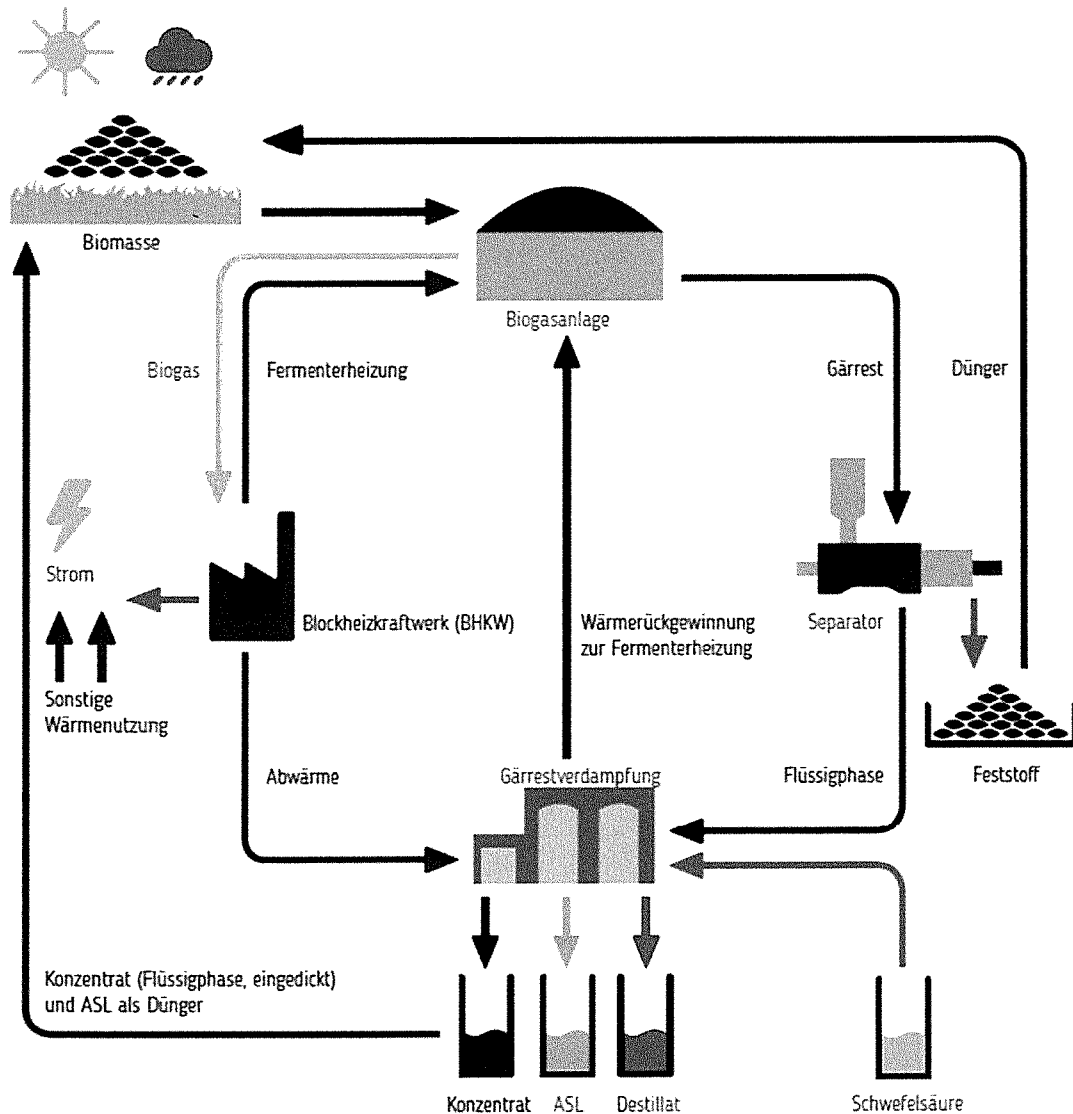 Biomasse
Biogasanlage
Biogas
Fermenterheizung
Gärrest
Dünger
Strom
Blockheizkraftwerk (BHKW)
Wärmerückgewinnung
zur Fermenterheizung
Separator
Sonstige
Wärmenutzung
Abwärme
Gärrestverdampfung
Flüssigphase
Feststoff
Konzentrat (Flüssigphase, eingedickt)
und ASL als Dünger
Konzentrat
ASL
Destillat
Schwefelsäure